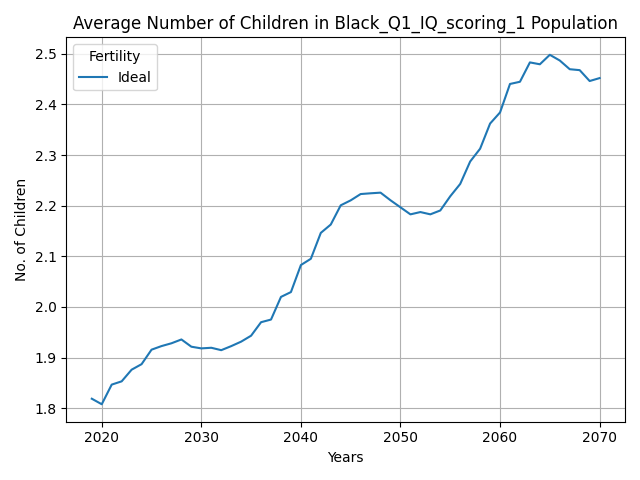 Average Number of Children in Black_Q1_IQ_scoring_1 Population
Fertility
Ideal
No. of Children
2.5
2.4
2.3
2.2
2.1
2.0
1.9
1.8
2020 2030 2040 2050 2060 2070
Years